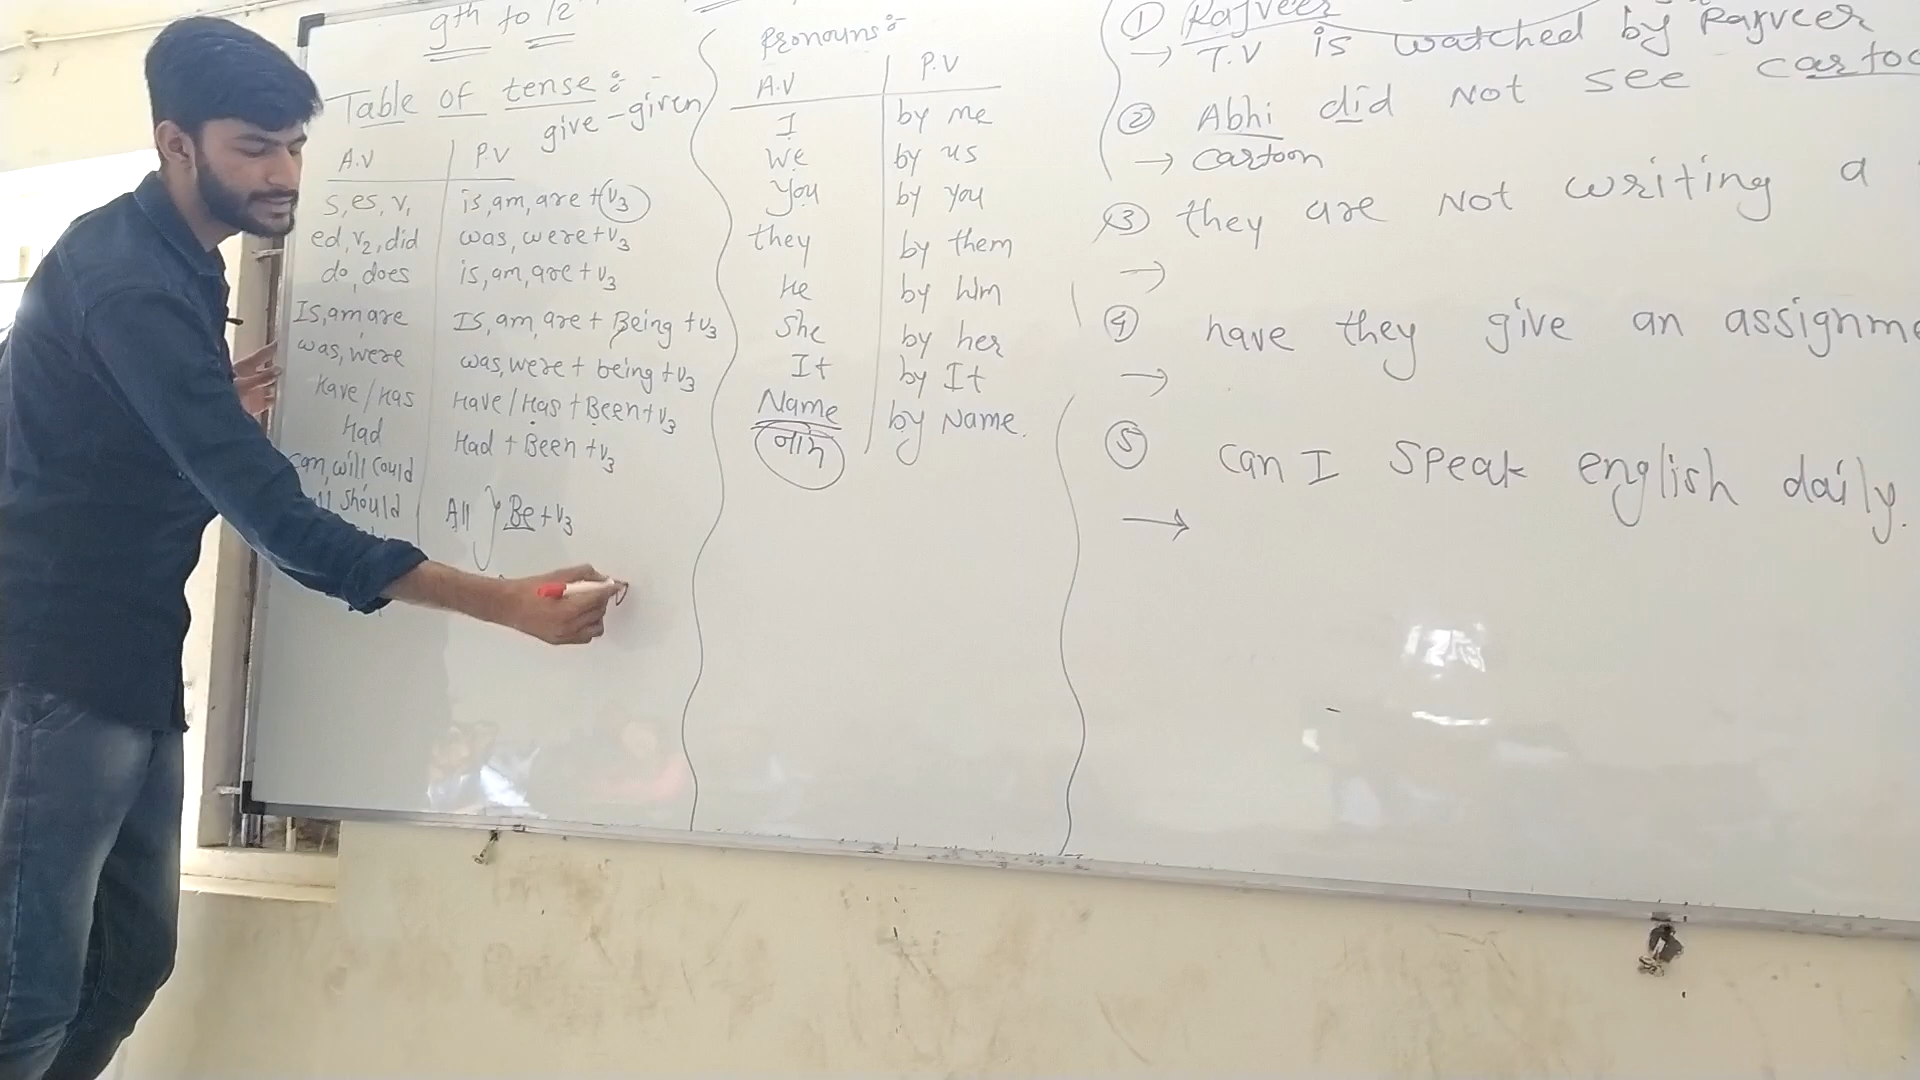 9th to 12
Table of tense :-
give - given
A.V P.V
s, es, v, is, am, are + v3
ed, v2, did was, were + v3
do, does is, am, are + v3
Is, am are Is, am, are + Being + v3
was, were was, were + being + v3
Have / Has Have / Has + Been + v3
Had Had + Been + v3
can, will could
should All } Be + v3
Pronouns :-
A.V P.V
I by me
we by us
You by you
they by them
He by him
She by her
It by It
Name by Name.
नाम
① Rajveer
→ T.V is watched by Rajveer
② Abhi did Not see cartoo
→ cartoon
③ they are Not writing a
→
④ have they give an assignme
→
⑤ can I speak english daily.
→